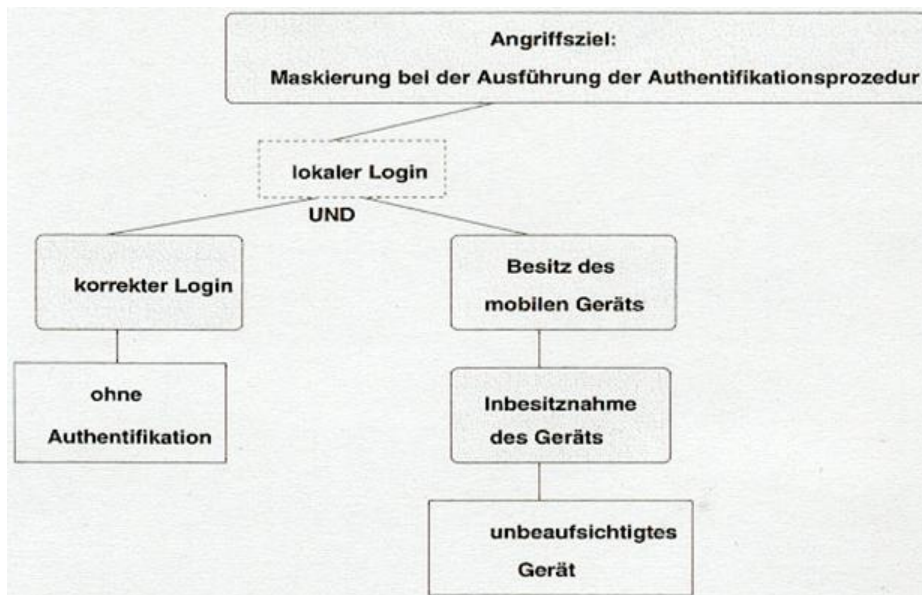 Angriffsziel:
Maskierung bei der Ausführung der Authentifikationsprozedur
lokaler Login
UND
korrekter Login
Besitz des
mobilen Geräts
ohne
Authentifikation
Inbesitznahme
des Geräts
unbeaufsichtigtes
Gerät